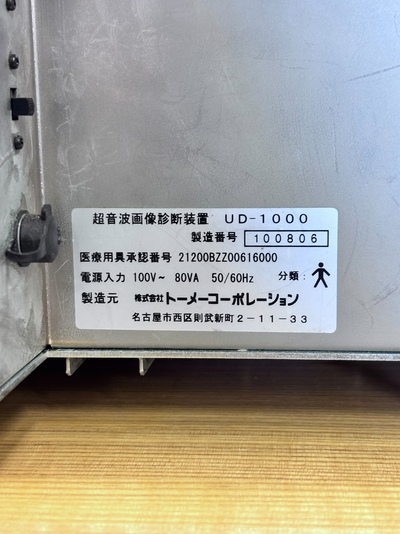 超音波画像診断装置 UD-1000
製造番号 100806
医療用具承認番号 21200BZZ00616000
電源入力 100V~ 80VA 50/60Hz 分類:
製造元 株式会社トーメーコーポレーション
名古屋市西区則武新町2-11-33